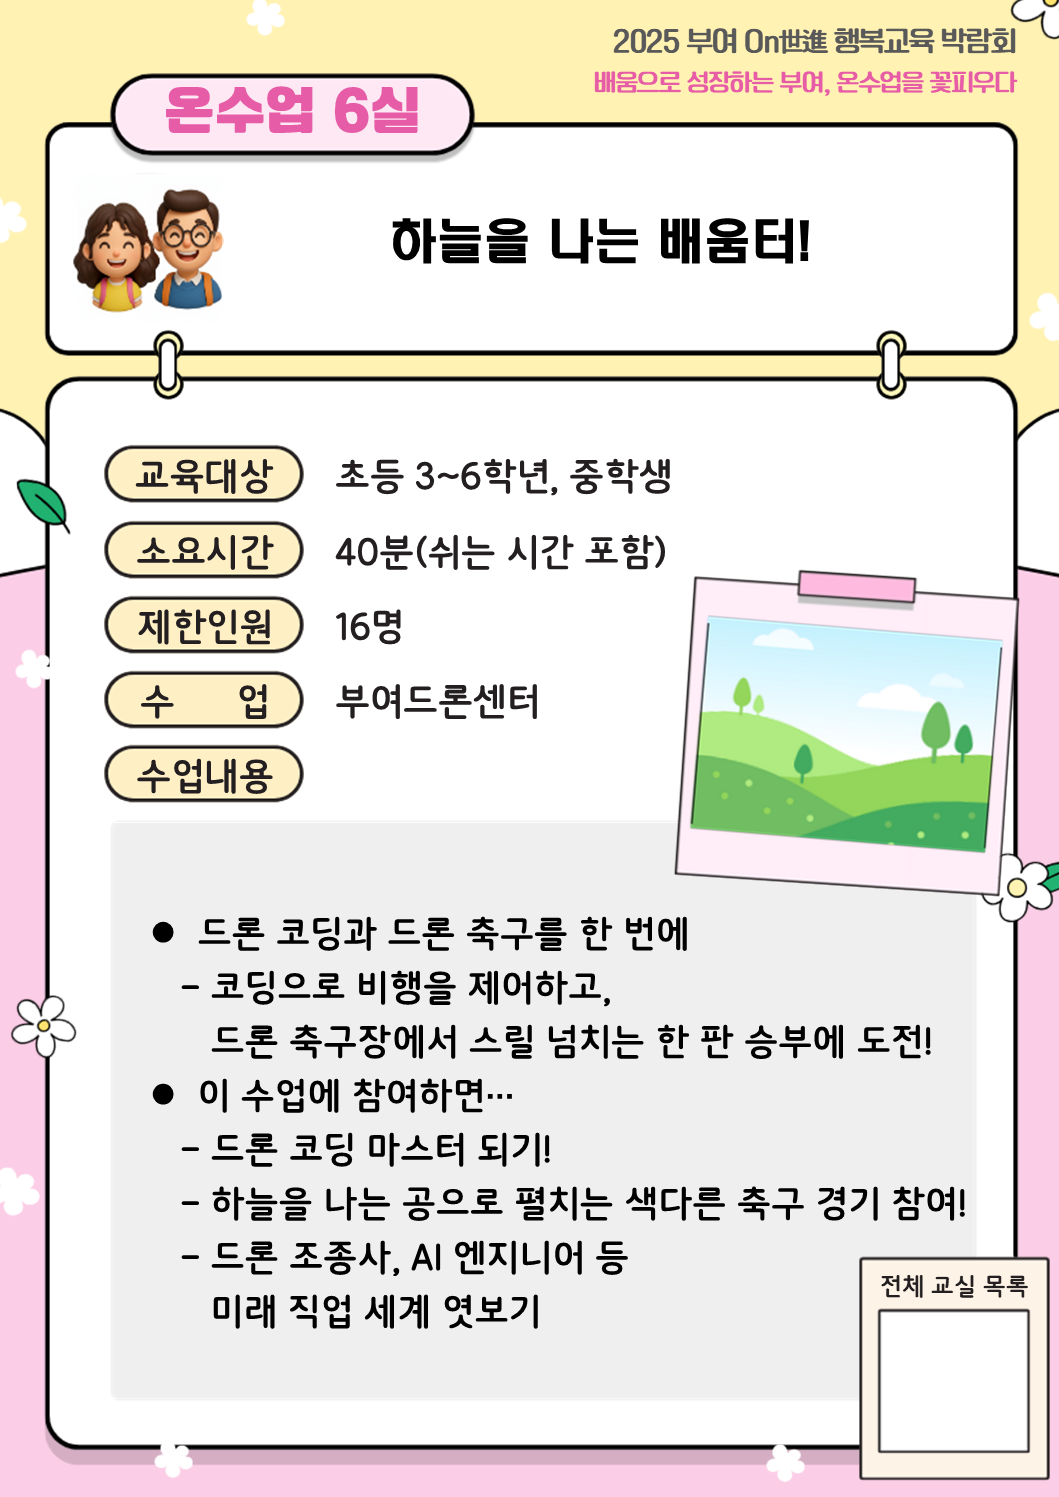 2025 부여 On世進 행복교육 박람회
배움으로 성장하는 부여, 온수업을 꽃피우다
온수업 6실
하늘을 나는 배움터!
교육대상 초등 3~6학년, 중학생
소요시간 40분(쉬는 시간 포함)
제한인원 16명
수 업 부여드론센터
수업내용
● 드론 코딩과 드론 축구를 한 번에
- 코딩으로 비행을 제어하고,
드론 축구장에서 스릴 넘치는 한 판 승부에 도전!
● 이 수업에 참여하면…
- 드론 코딩 마스터 되기!
- 하늘을 나는 공으로 펼치는 색다른 축구 경기 참여!
- 드론 조종사, AI 엔지니어 등
미래 직업 세계 엿보기
전체 교실 목록